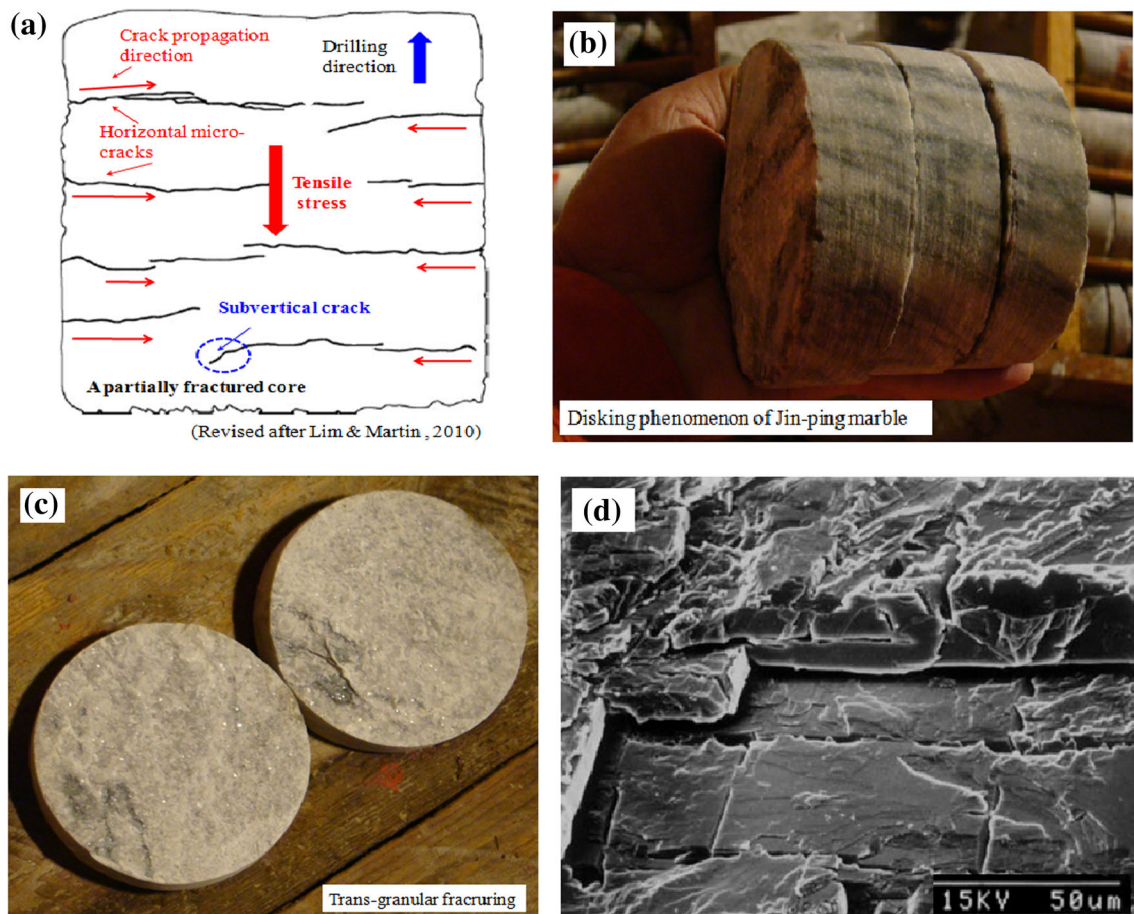 (a)
Crack propagation
direction
Drilling
direction
Horizontal micro-
cracks
Tensile
stress
Subvertical crack
A partially fractured core
(Revised after Lim & Martin , 2010)
(b)
Disking phenomenon of Jin-ping marble
(c)
Trans-granular fracruring
(d)
15KV 50μm